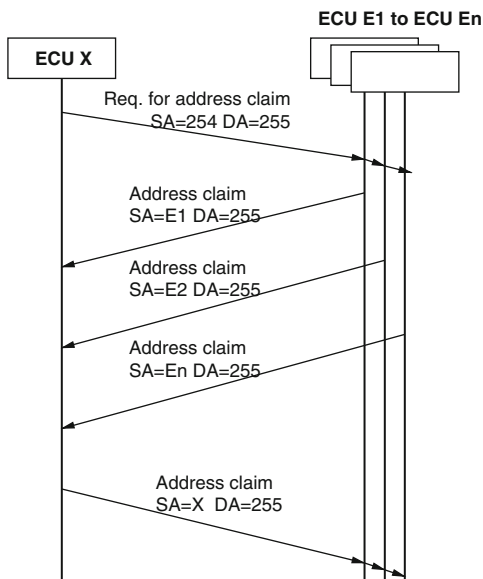 ECU E1 to ECU En
ECU X
Req. for address claim
SA=254 DA=255
Address claim
SA=E1 DA=255
Address claim
SA=E2 DA=255
Address claim
SA=En DA=255
Address claim
SA=X DA=255